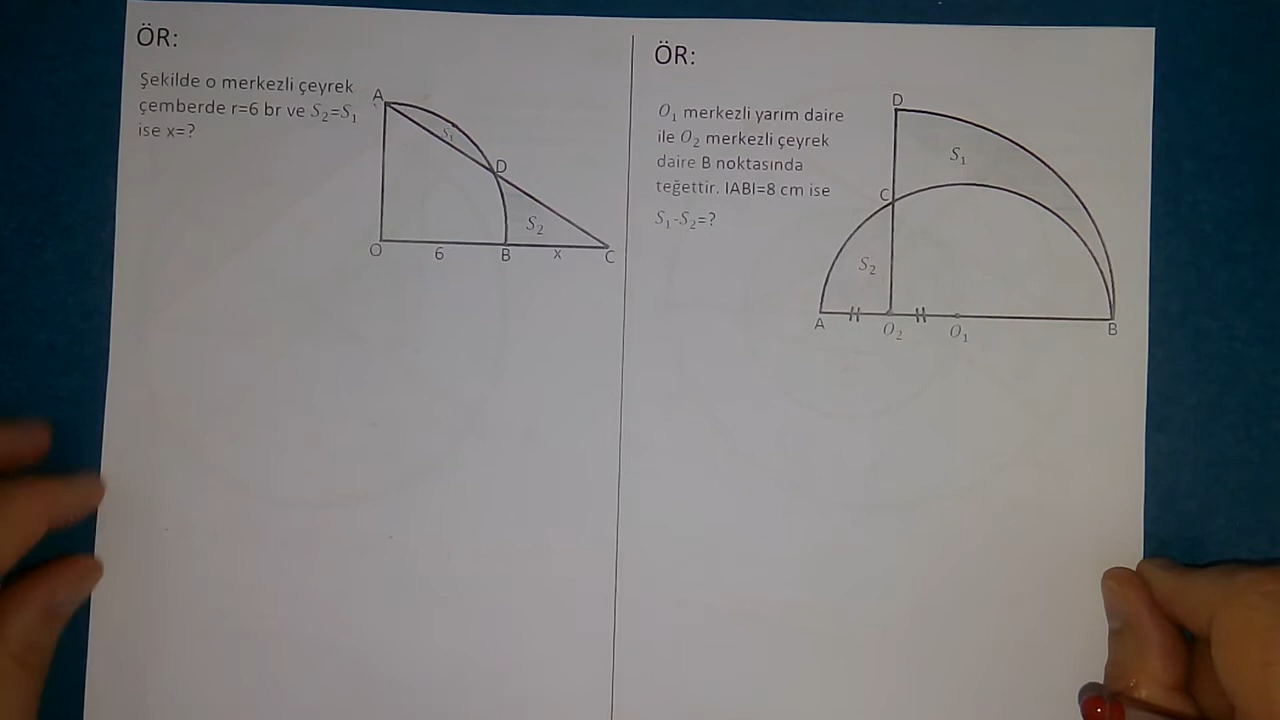 ÖR:
Şekilde o merkezli çeyrek
çemberde r=6 br ve S₂=S₁
ise x=?
A
S₁
D
S₂
O
6
B
x
C
ÖR:
O₁ merkezli yarım daire
ile O₂ merkezli çeyrek
daire B noktasında
teğettir. IABI=8 cm ise
S₁-S₂=?
D
S₁
C
S₂
A
O₂
O₁
B